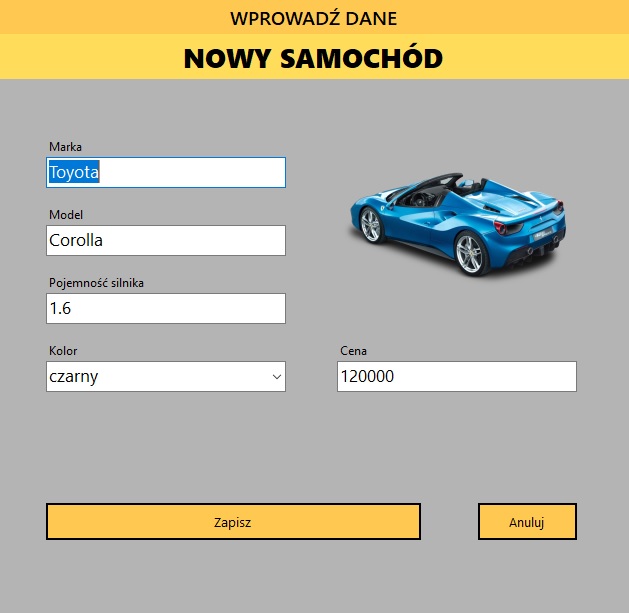 WPROWADŹ DANE
NOWY SAMOCHÓD
Marka
Toyota
Model
Corolla
Pojemność silnika
1.6
Kolor
czarny
Cena
120000
Zapisz
Anuluj